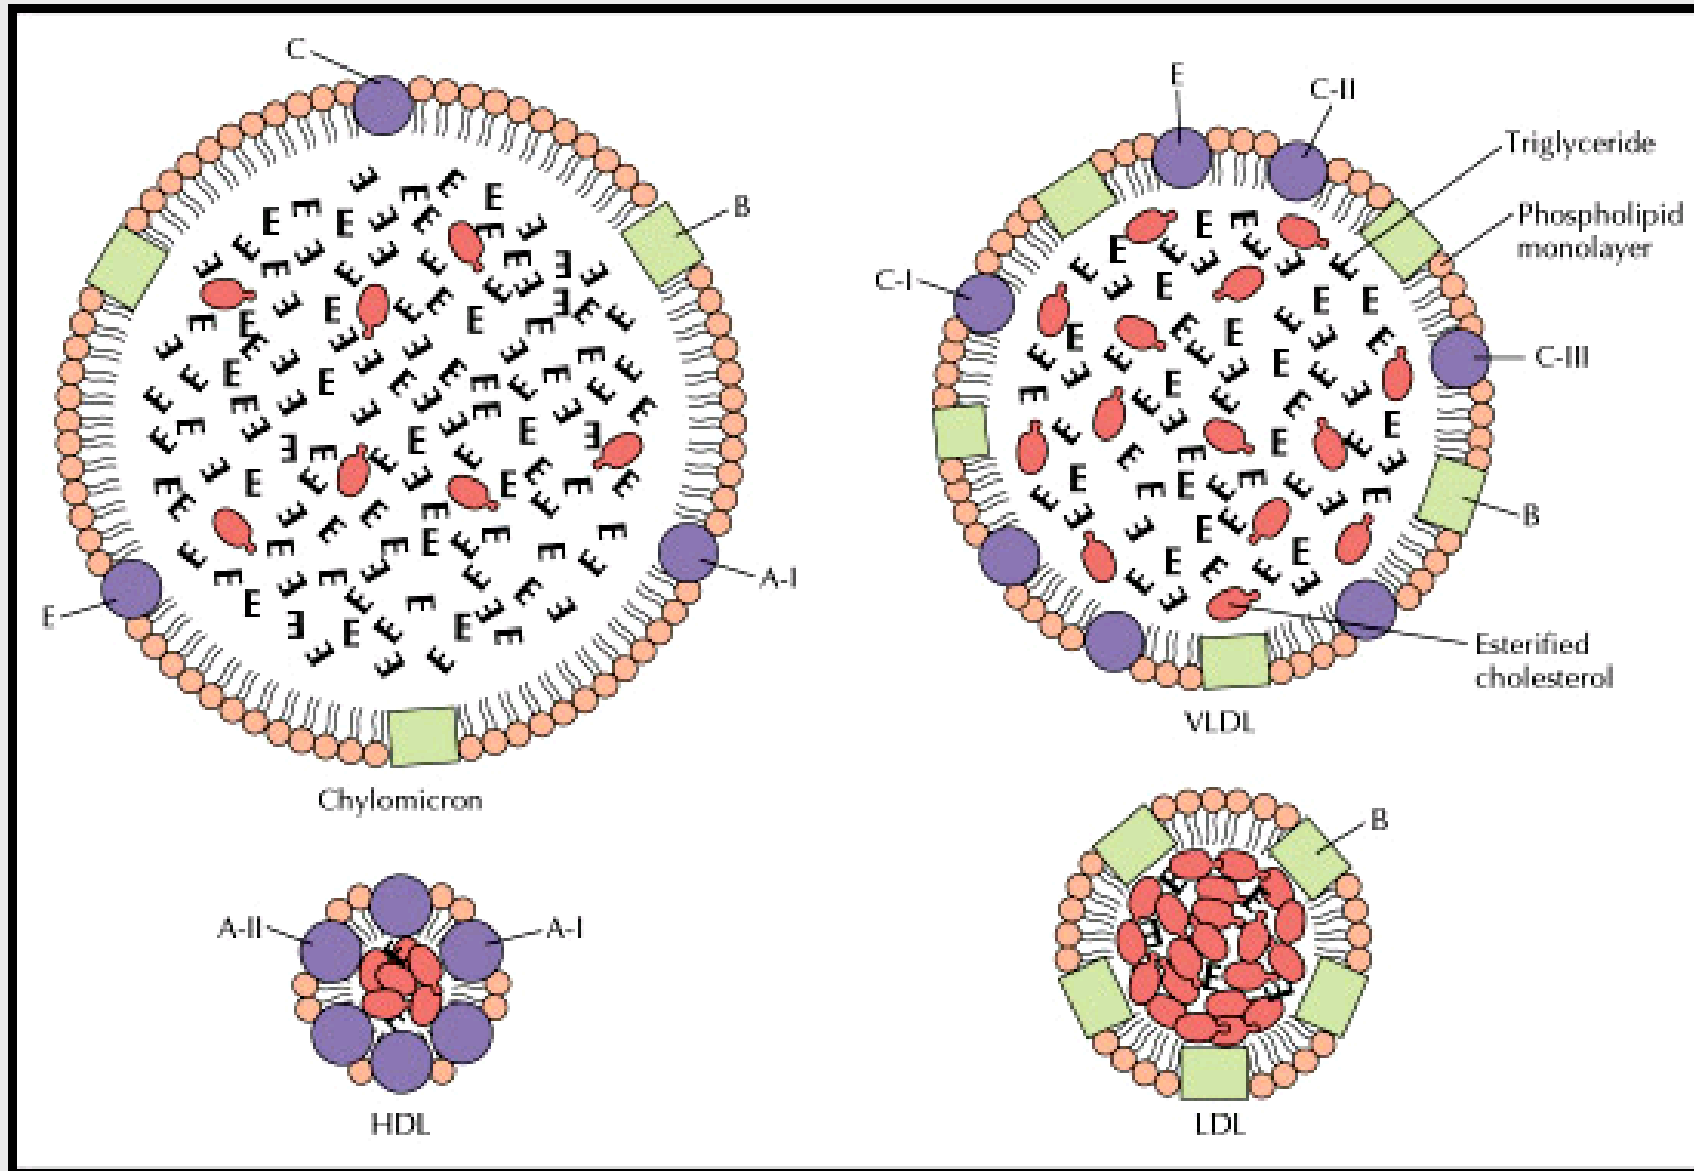 C
B
E
A-I
Chylomicron
E
C-II
Triglyceride
Phospholipid
monolayer
C-I
C-III
B
Esterified
cholesterol
VLDL
A-II
A-I
HDL
B
LDL